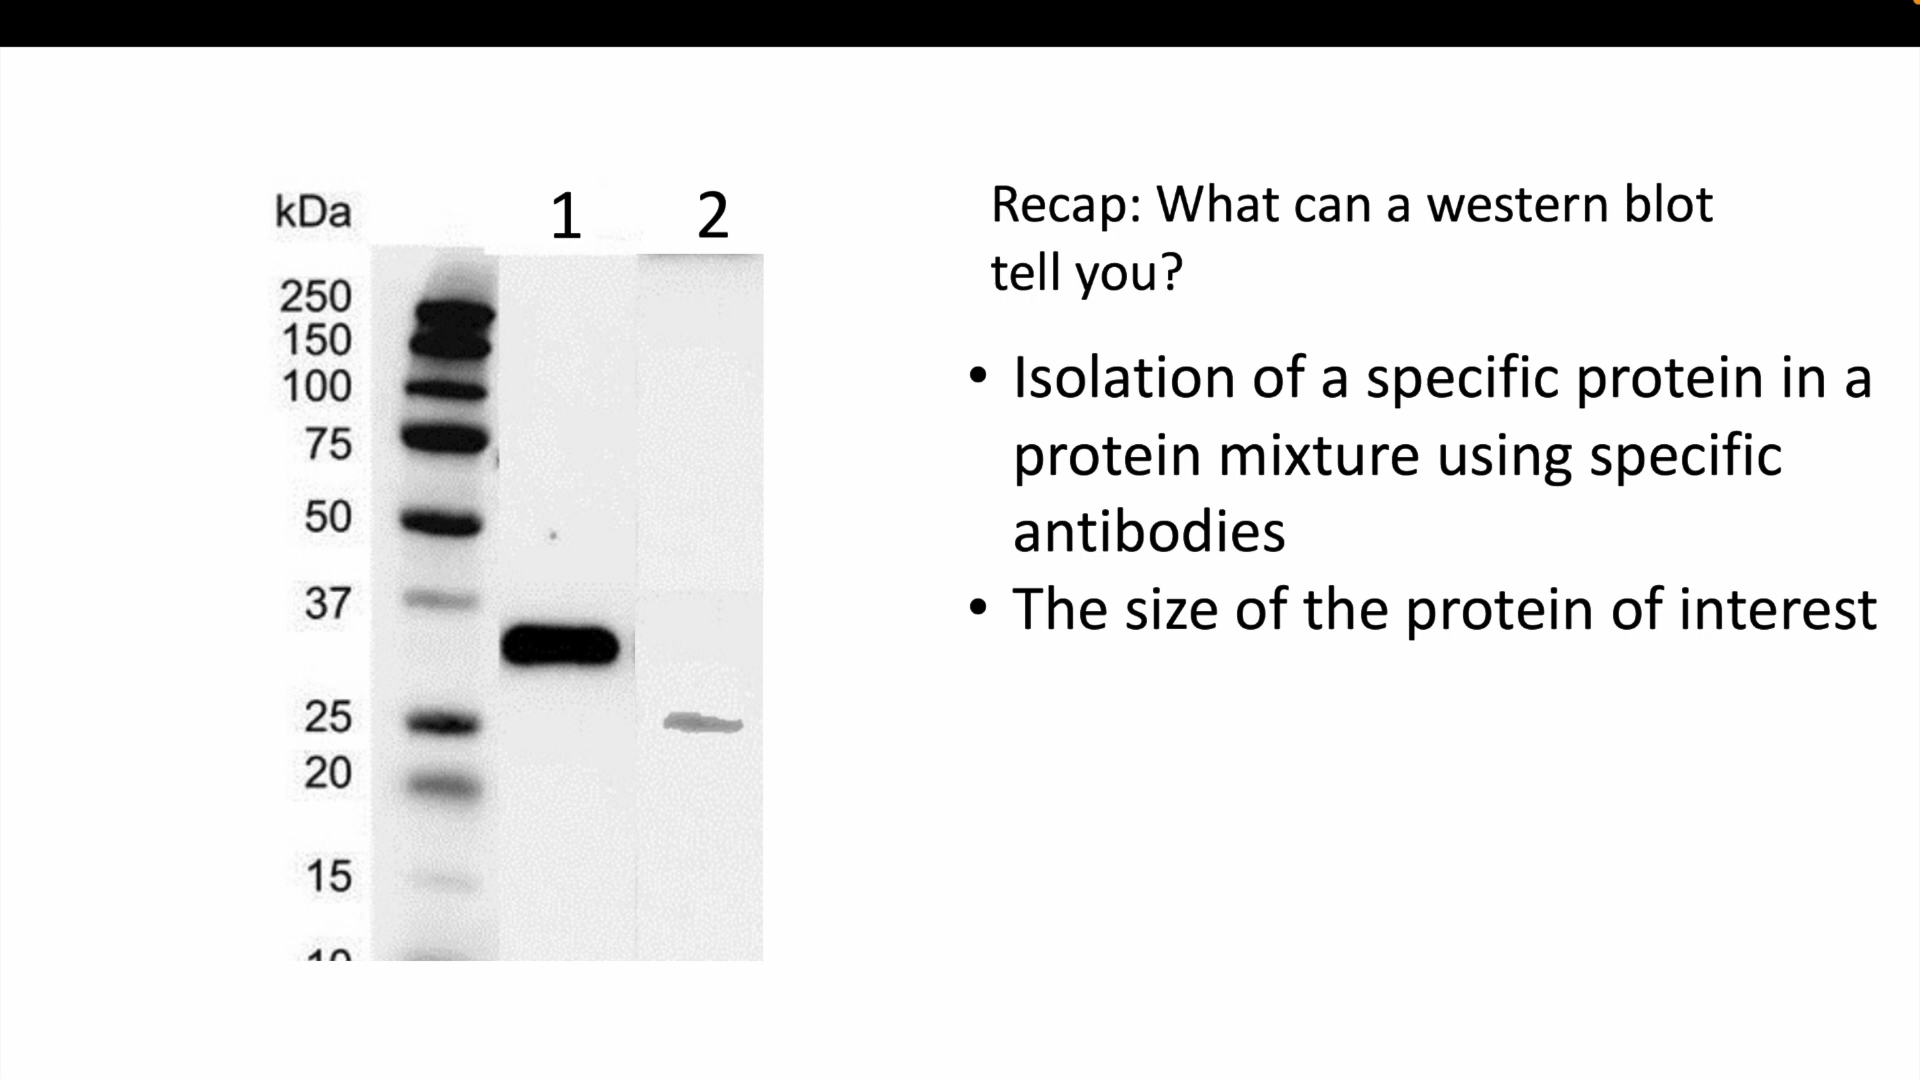 kDa 1 2
250
150
100
75
50
37
25
20
15
10
Recap: What can a western blot
tell you?
• Isolation of a specific protein in a
protein mixture using specific
antibodies
• The size of the protein of interest